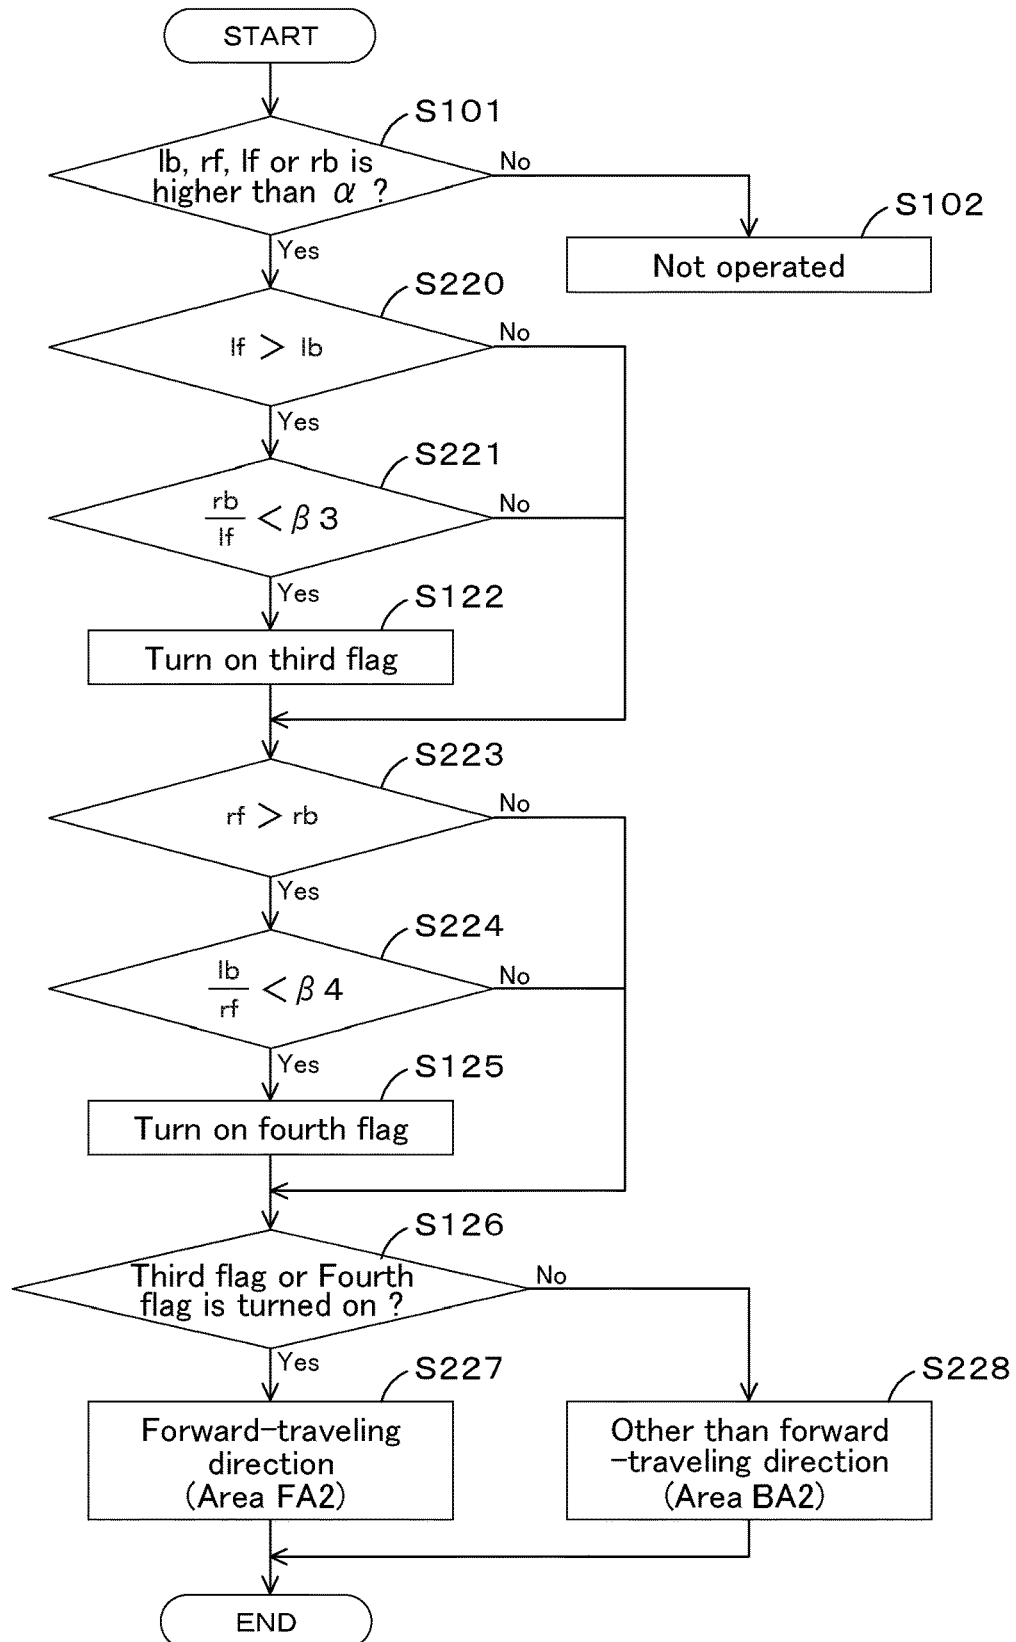 START
S101
lb, rf, lf or rb is
higher than α ?
No
S102
Not operated
Yes
S220
lf > lb
No
Yes
S221
rb
lf
< β 3
No
Yes
S122
Turn on third flag
S223
rf > rb
No
Yes
S224
lb
rf
< β 4
No
Yes
S125
Turn on fourth flag
S126
Third flag or Fourth
flag is turned on ?
No
Yes
S227
Forward-traveling
direction
(Area FA2)
S228
Other than forward
-traveling direction
(Area BA2)
END